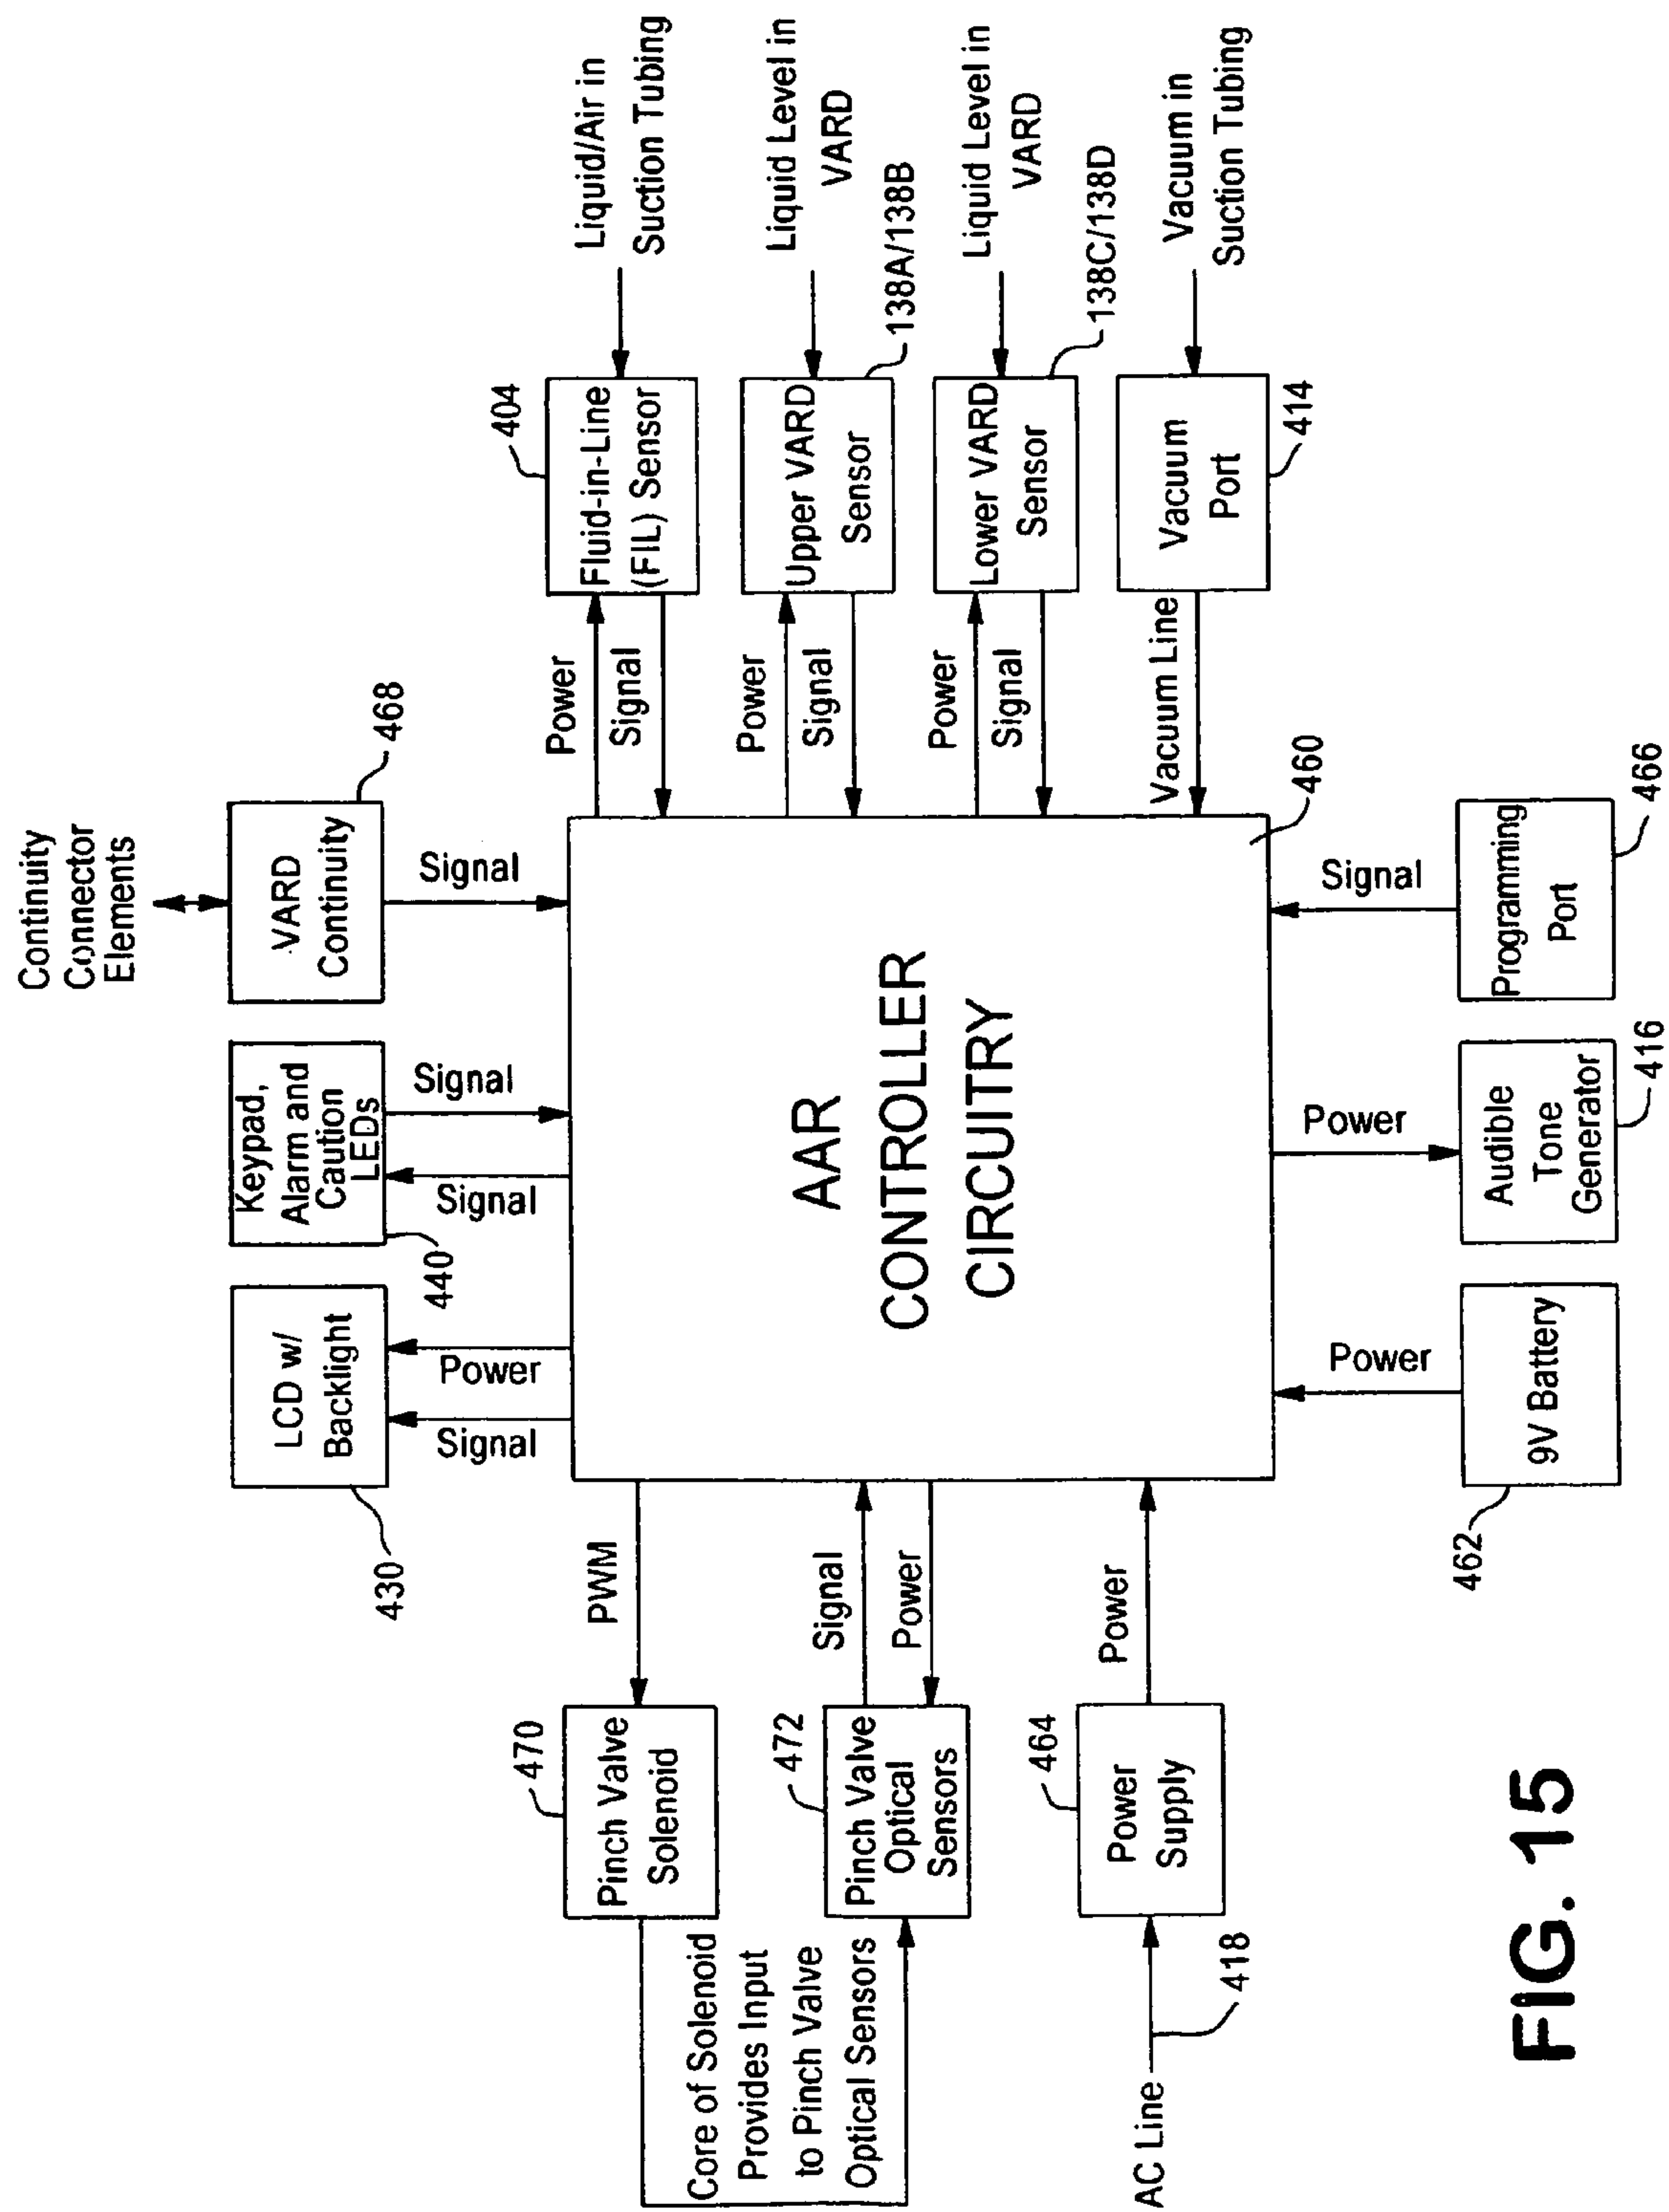 Continuity
Connector
Elements
468
VARD
Continuity
Signal
Keypad,
Alarm and
Caution
LEDs
440
Signal
Signal
LCD w/
Backlight
430
Power
Signal
Liquid/Air in
Suction Tubing
404
Fluid-in-Line
(FIL) Sensor
Power
Signal
Liquid Level in
VARD
138A/138B
Upper VARD
Sensor
Power
Signal
Liquid Level in
VARD
138C/138D
Lower VARD
Sensor
Power
Signal
Vacuum in
Suction Tubing
Vacuum
Port
414
Vacuum Line
AAR
CONTROLLER
CIRCUITRY
460
PWM
470
Pinch Valve
Solenoid
Core of Solenoid
Provides Input
to Pinch Valve
Optical Sensors
Signal
Power
472
Pinch Valve
Optical
Sensors
Power
464
Power
Supply
AC Line
418
Power
9V Battery
462
Power
Audible
Tone
Generator
416
Signal
Programming
Port
466
FIG. 15